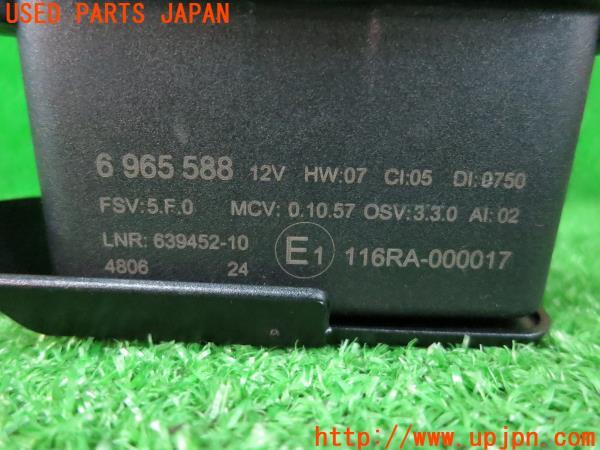 USED PARTS JAPAN
6 965 588 12V HW:07 CI:05 DI:0750
FSV:5.F.0 MCV: 0.10.57 OSV:3.3.0 AI: 02
LNR: 639452-10 E1 116RA-000017
4806 24
http://www.upjpn.com